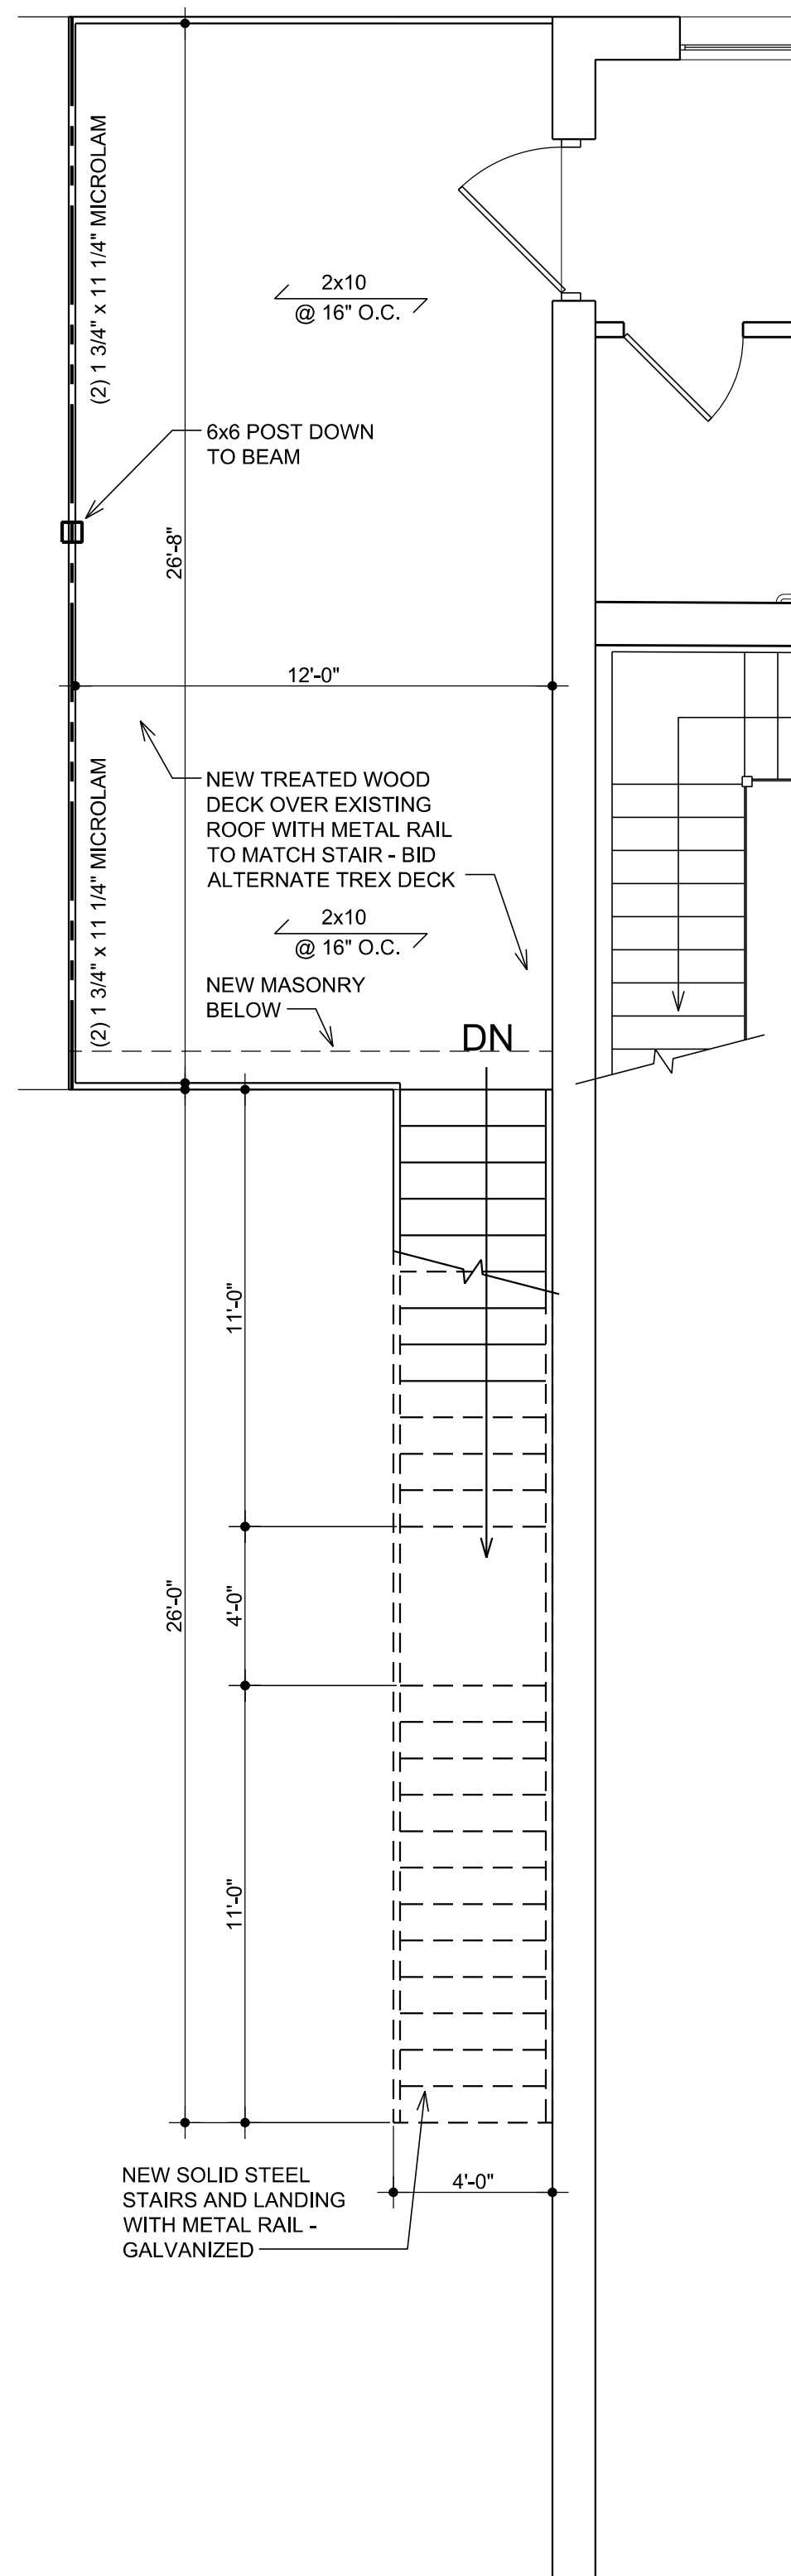 (2) 1 3/4" x 11 1/4" MICROLAM
2x10
@ 16" O.C.
6x6 POST DOWN
TO BEAM
26'-8"
12'-0"
(2) 1 3/4" x 11 1/4" MICROLAM
NEW TREATED WOOD
DECK OVER EXISTING
ROOF WITH METAL RAIL
TO MATCH STAIR - BID
ALTERNATE TREX DECK
2x10
@ 16" O.C.
NEW MASONRY
BELOW
DN
11'-0"
26'-0"
4'-0"
11'-0"
4'-0"
NEW SOLID STEEL
STAIRS AND LANDING
WITH METAL RAIL -
GALVANIZED